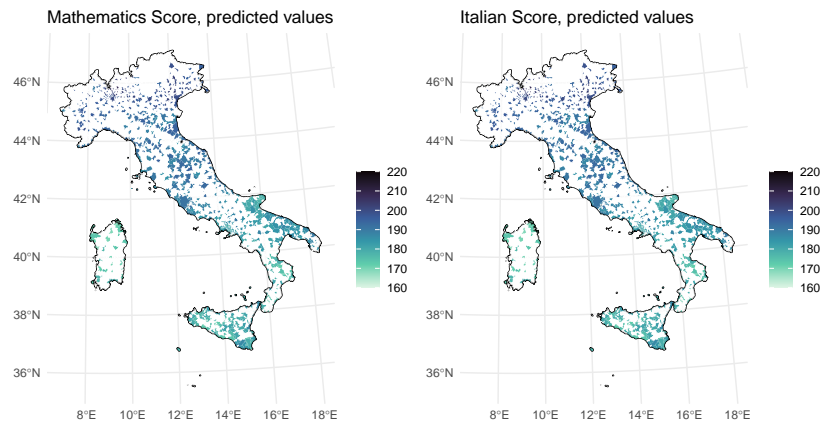 Mathematics Score, predicted values
46°N
44°N
42°N
40°N
38°N
36°N
8°E 10°E 12°E 14°E 16°E 18°E
220
210
200
190
180
170
160
Italian Score, predicted values
46°N
44°N
42°N
40°N
38°N
36°N
8°E 10°E 12°E 14°E 16°E 18°E
220
210
200
190
180
170
160